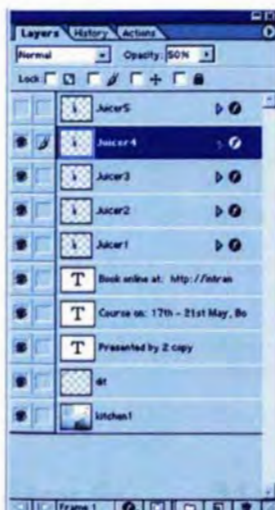 Layers History Actions
Normal Opacity: 50%
Lock
Juicer5
Juicer4
Juicer3
Juicer2
Juicer1
T Book online at: http://intran
T Course on: 17th - 21st May, Bo
T Presented by 2 copy
kitchen1
Frame 1